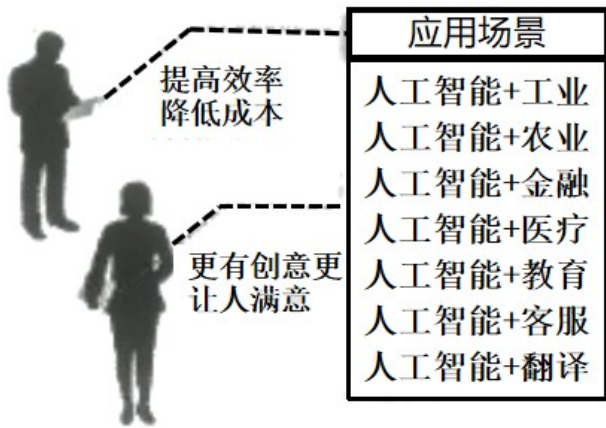 提高效率
降低成本
更有创意更
让人满意
应用场景
人工智能+工业
人工智能+农业
人工智能+金融
人工智能+医疗
人工智能+教育
人工智能+客服
人工智能+翻译